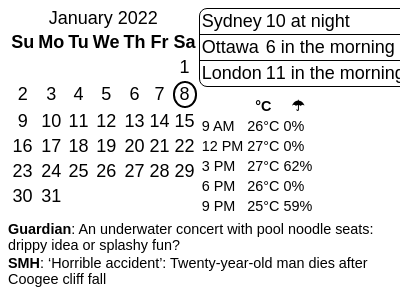 January 2022
Su Mo Tu We Th Fr Sa
1
2 3 4 5 6 7 8
9 10 11 12 13 14 15
16 17 18 19 20 21 22
23 24 25 26 27 28 29
30 31
Sydney 10 at night
Ottawa 6 in the morning
London 11 in the morning
°C ☂
9 AM 26°C 0%
12 PM 27°C 0%
3 PM 27°C 62%
6 PM 26°C 0%
9 PM 25°C 59%
Guardian: An underwater concert with pool noodle seats:
drippy idea or splashy fun?
SMH: ‘Horrible accident’: Twenty-year-old man dies after
Coogee cliff fall